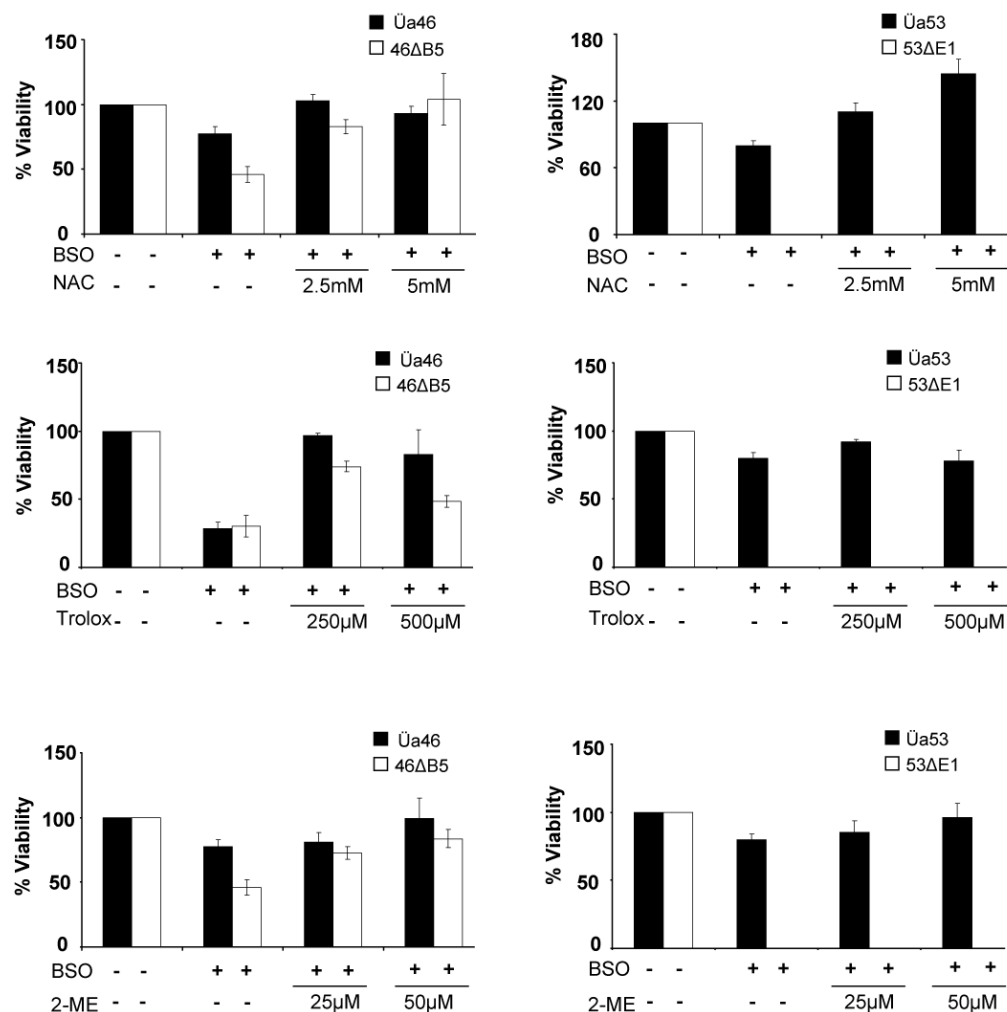 Üa46
46ΔB5
150
100
50
0
% Viability
BSO - - + + + + + +
NAC - - - - 2.5mM 5mM
Üa53
53ΔE1
180
120
60
0
% Viability
BSO - - + + + + + +
NAC - - - - 2.5mM 5mM
Üa46
46ΔB5
150
100
50
0
% Viability
BSO - - + + + + + +
Trolox - - - - 250µM 500µM
Üa53
53ΔE1
150
100
50
0
% Viability
BSO - - + + + + + +
Trolox - - - - 250µM 500µM
Üa46
46ΔB5
150
100
50
0
% Viability
BSO - - + + + + + +
2-ME - - - - 25µM 50µM
Üa53
53ΔE1
150
100
50
0
% Viability
BSO - - + + + + + +
2-ME - - - - 25µM 50µM